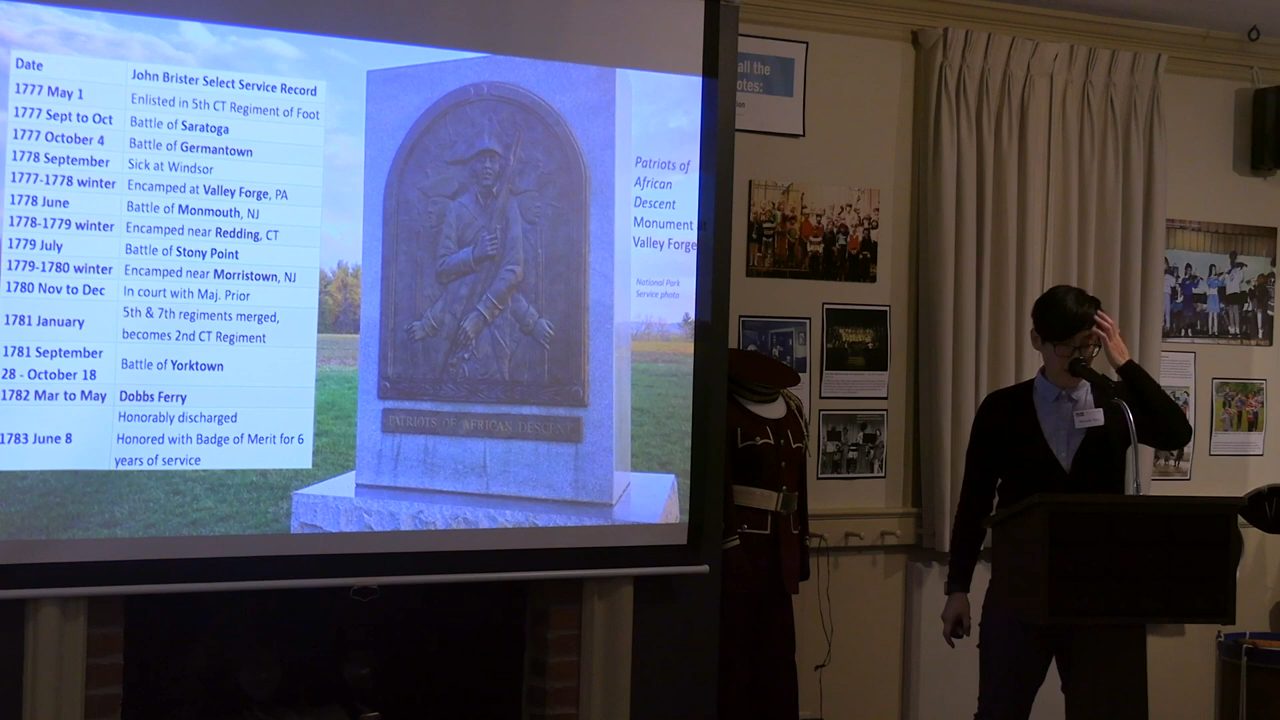 Date John Brister Select Service Record
1777 May 1 Enlisted in 5th CT Regiment of Foot
1777 Sept to Oct Battle of Saratoga
1777 October 4 Battle of Germantown
1778 September Sick at Windsor
1777-1778 winter Encamped at Valley Forge, PA
1778 June Battle of Monmouth, NJ
1778-1779 winter Encamped near Redding, CT
1779 July Battle of Stony Point
1779-1780 winter Encamped near Morristown, NJ
1780 Nov to Dec In court with Maj. Prior
1781 January 5th & 7th regiments merged,
becomes 2nd CT Regiment
1781 September
28 - October 18 Battle of Yorktown
1782 Mar to May Dobbs Ferry
1783 June 8 Honorably discharged
Honored with Badge of Merit for 6
years of service
PATRIOTS OF AFRICAN DESCENT
Patriots of
African
Descent
Monument at
Valley Forge
National Park
Service photo
all the
otes: